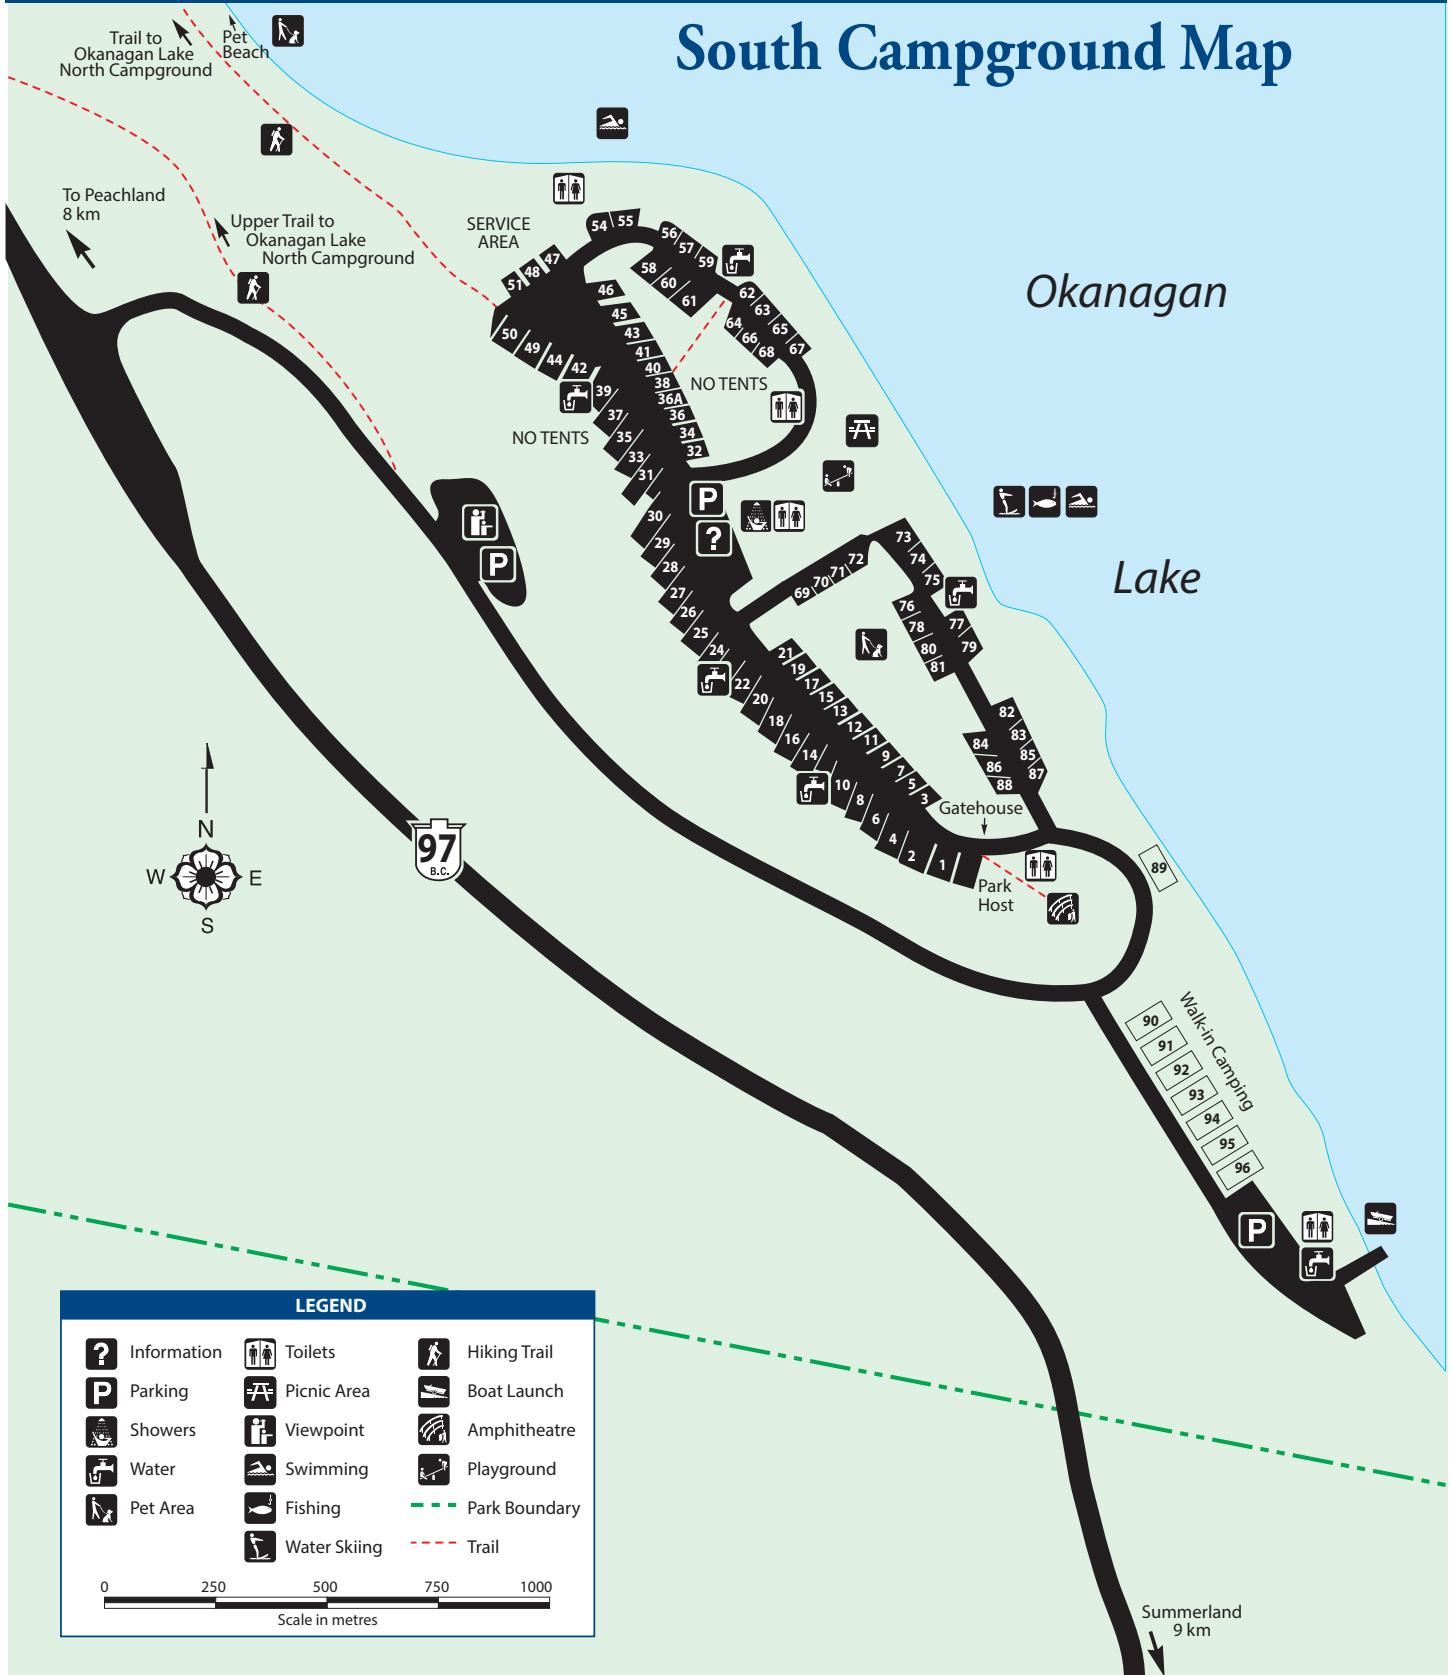 South Campground Map
Trail to
Okanagan Lake
North Campground
Pet
Beach
To Peachland
8 km
Upper Trail to
Okanagan Lake
North Campground
SERVICE
AREA
Okanagan
Lake
54
55
56
57
59
58
60
61
62
63
65
67
64
66
68
47
48
51
46
45
43
41
40
38
36A
36
34
32
50
49
44
42
39
37
35
33
31
NO TENTS
NO TENTS
P
?
P
30
29
28
27
26
25
24
22
20
18
16
14
10
8
6
4
2
1
21
19
17
15
13
12
11
9
7
5
3
69
70
71
72
73
74
75
76
78
80
81
77
79
82
83
85
87
84
86
88
Gatehouse
Park
Host
89
90
91
92
93
94
95
96
Walk-in Camping
P
N
W E
S
97
B.C.
LEGEND
? Information
P Parking
Showers
Water
Pet Area
Toilets
Picnic Area
Viewpoint
Swimming
Fishing
Water Skiing
Hiking Trail
Boat Launch
Amphitheatre
Playground
Park Boundary
Trail
0 250 500 750 1000
Scale in metres
Summerland
9 km